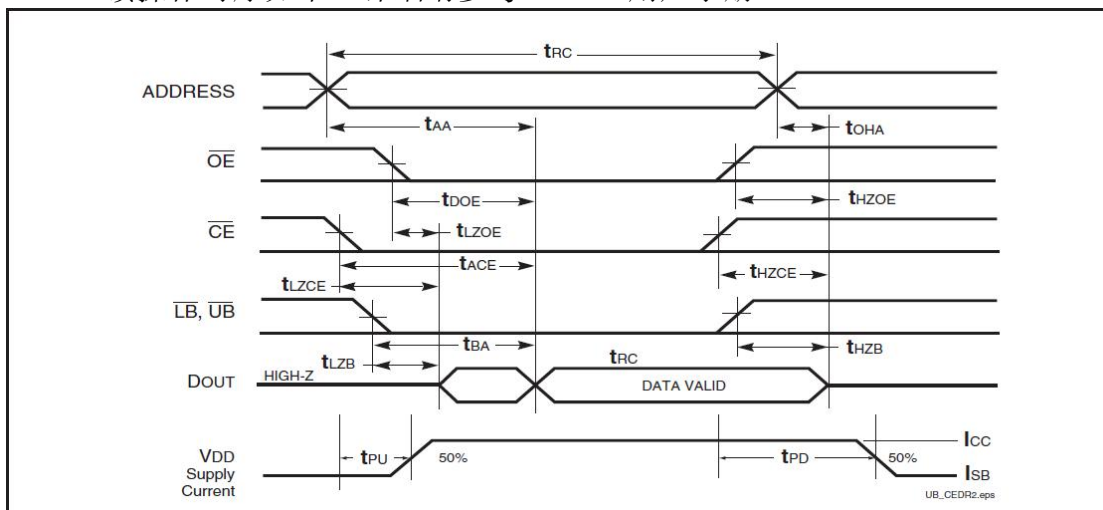 tRC
ADDRESS
tAA
tOHA
OE
tDOE
tHZOE
CE
tLZOE
tACE
tHZCE
tLZCE
LB, UB
tBA
tHZB
tLZB
tRC
DOUT
HIGH-Z
DATA VALID
ICC
VDD
Supply
Current
tPU
50%
tPD
50%
ISB
UB_CEDR2.eps